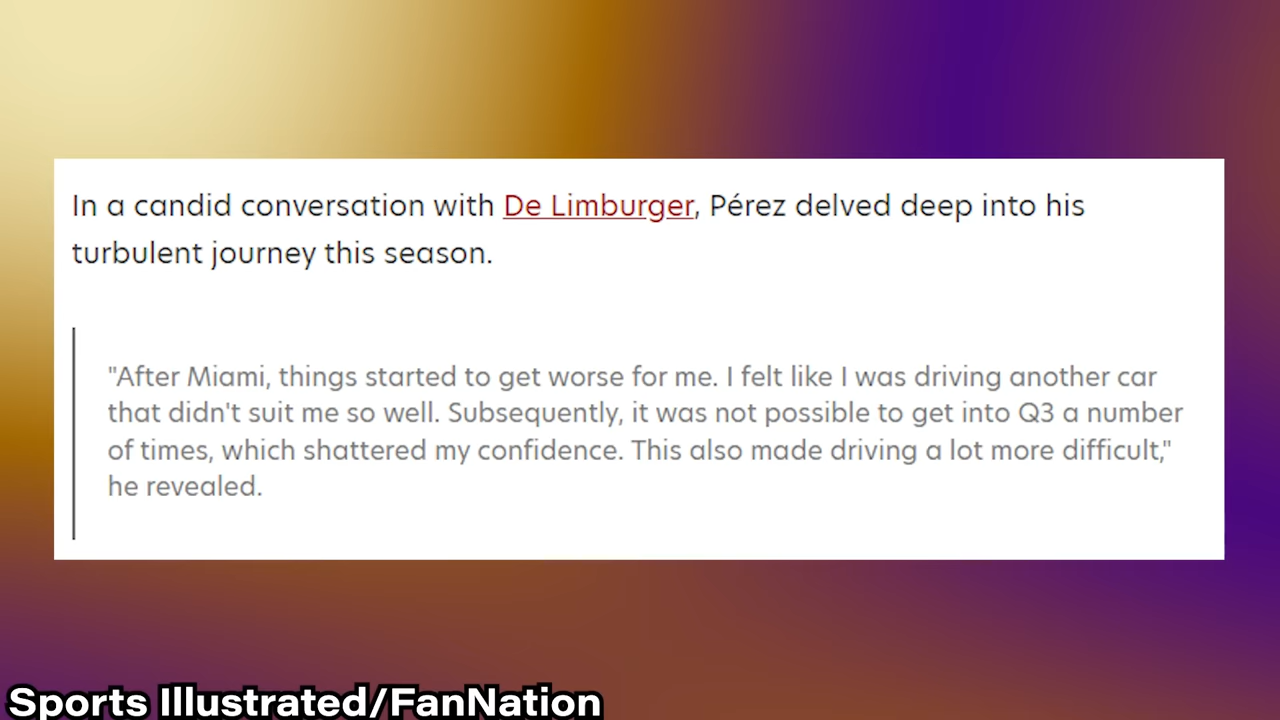 In a candid conversation with De Limburger, Pérez delved deep into his
turbulent journey this season.
"After Miami, things started to get worse for me. I felt like I was driving another car
that didn't suit me so well. Subsequently, it was not possible to get into Q3 a number
of times, which shattered my confidence. This also made driving a lot more difficult,"
he revealed.
Sports Illustrated/FanNation